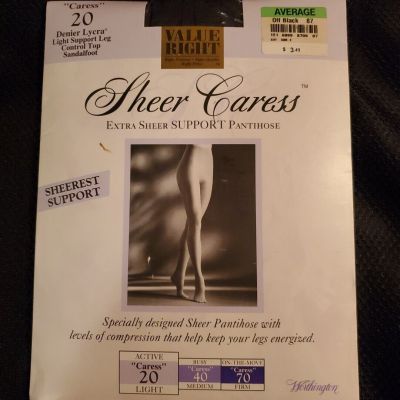 "Caress"
20
Denier Lycra®
Light Support Leg
Control Top
Sandalfoot
VALUE
RIGHT
AVERAGE
Off Black 87
$ 3.49
Sheer Caress™
EXTRA SHEER SUPPORT PANTIHOSE
SHEEREST
SUPPORT
Specially designed Sheer Pantihose with
levels of compression that help keep your legs energized.
ACTIVE
"Caress"
20
LIGHT
BUSY
"Caress"
40
MEDIUM
ON-THE-MOVE
"Caress"
70
FIRM
Worthington